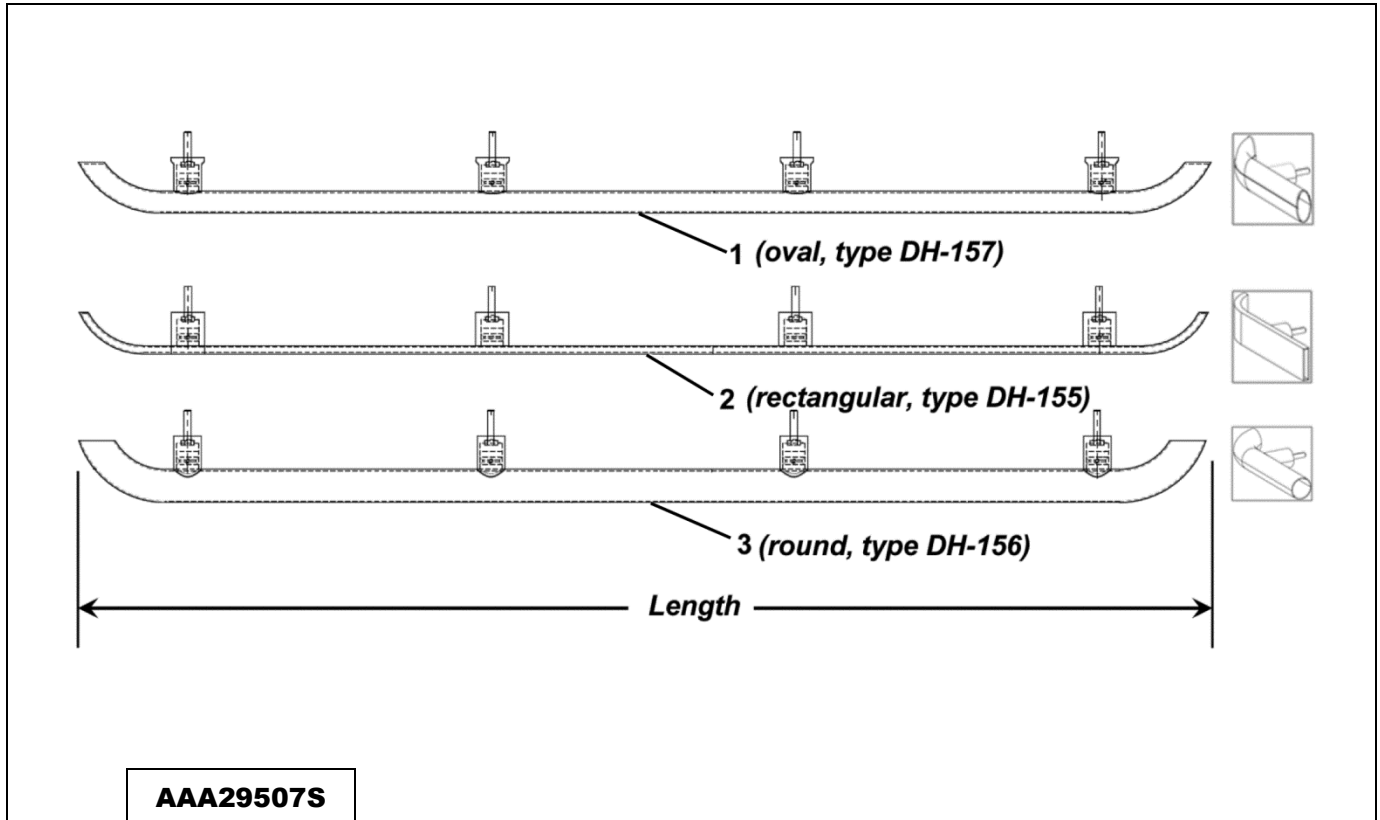 1 (oval, type DH-157)
2 (rectangular, type DH-155)
3 (round, type DH-156)
Length
AAA29507S